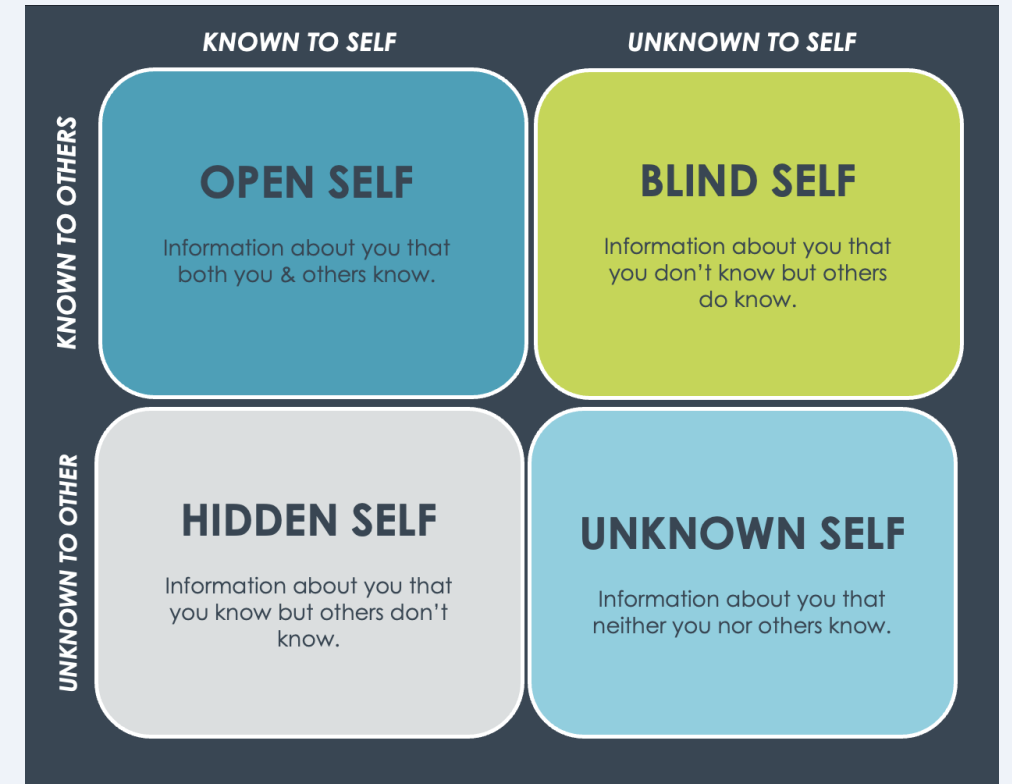 KNOWN TO SELF
UNKNOWN TO SELF
KNOWN TO OTHERS
OPEN SELF
Information about you that
both you & others know.
BLIND SELF
Information about you that
you don’t know but others
do know.
UNKNOWN TO OTHER
HIDDEN SELF
Information about you that
you know but others don’t
know.
UNKNOWN SELF
Information about you that
neither you nor others know.